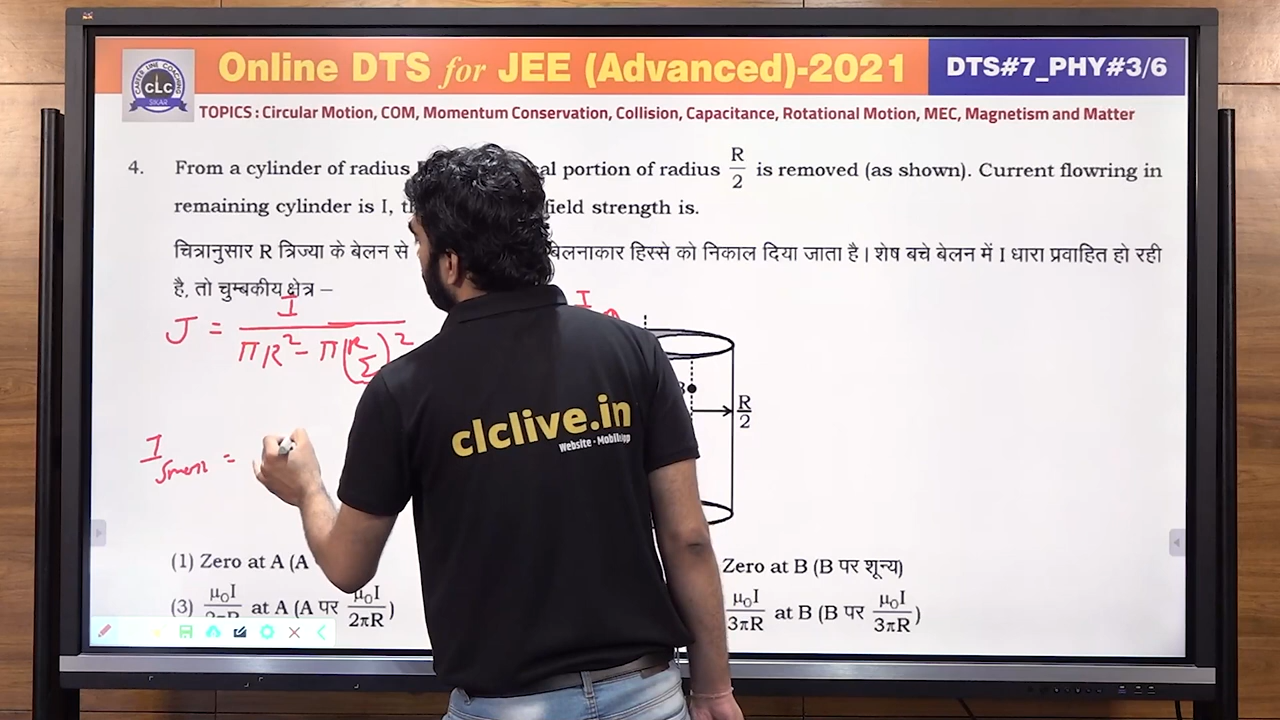 Online DTS for JEE (Advanced)-2021
DTS#7_PHY#3/6
CLC
SIKAR
TOPICS : Circular Motion, COM, Momentum Conservation, Collision, Capacitance, Rotational Motion, MEC, Magnetism and Matter
4. From a cylinder of radius al portion of radius R/2 is removed (as shown). Current flowring in
remaining cylinder is I, field strength is.
चित्रानुसार R त्रिज्या के बेलन से बेलनाकार हिस्से को निकाल दिया जाता है। शेष बचे बेलन में I धारा प्रवाहित हो रही
है, तो चुम्बकीय क्षेत्र –
J = I / πR² – π(R/2)²
I
R/2
I =
clclive.in
Website - Mobile App
(1) Zero at A (A
Zero at B (B पर शून्य)
(3) μ₀I/2πR at A (A पर μ₀I/2πR)
μ₀I/3πR at B (B पर μ₀I/3πR)